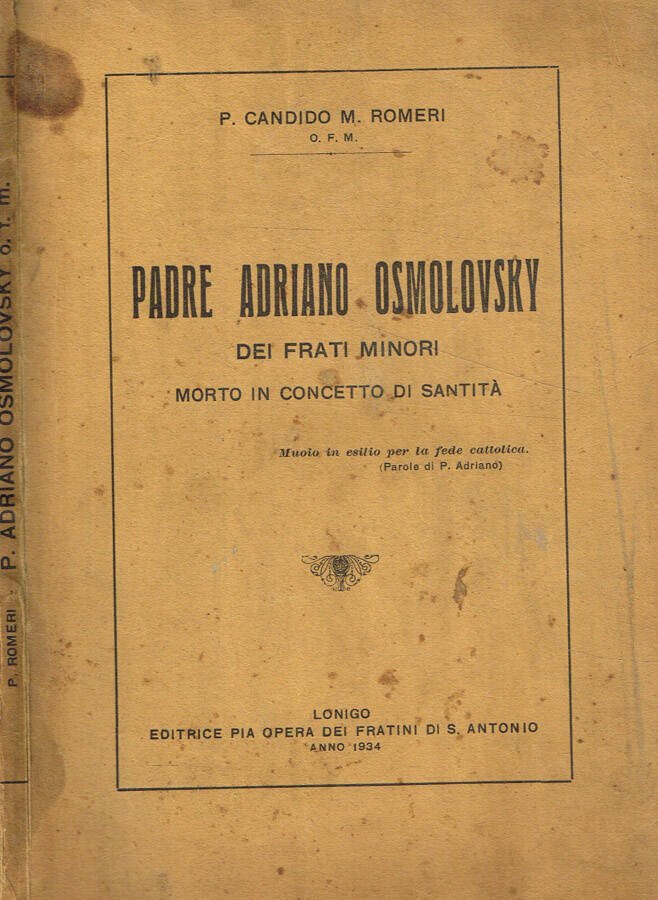 P. CANDIDO M. ROMERI
O. F. M.
PADRE ADRIANO OSMOLOVSKY
DEI FRATI MINORI
MORTO IN CONCETTO DI SANTITÀ
Muoio in esilio per la fede cattolica.
(Parole di P. Adriano)
LONIGO
EDITRICE PIA OPERA DEI FRATINI DI S. ANTONIO
ANNO 1934
P. ROMERI - P. ADRIANO OSMOLOVSKY o. f. m.